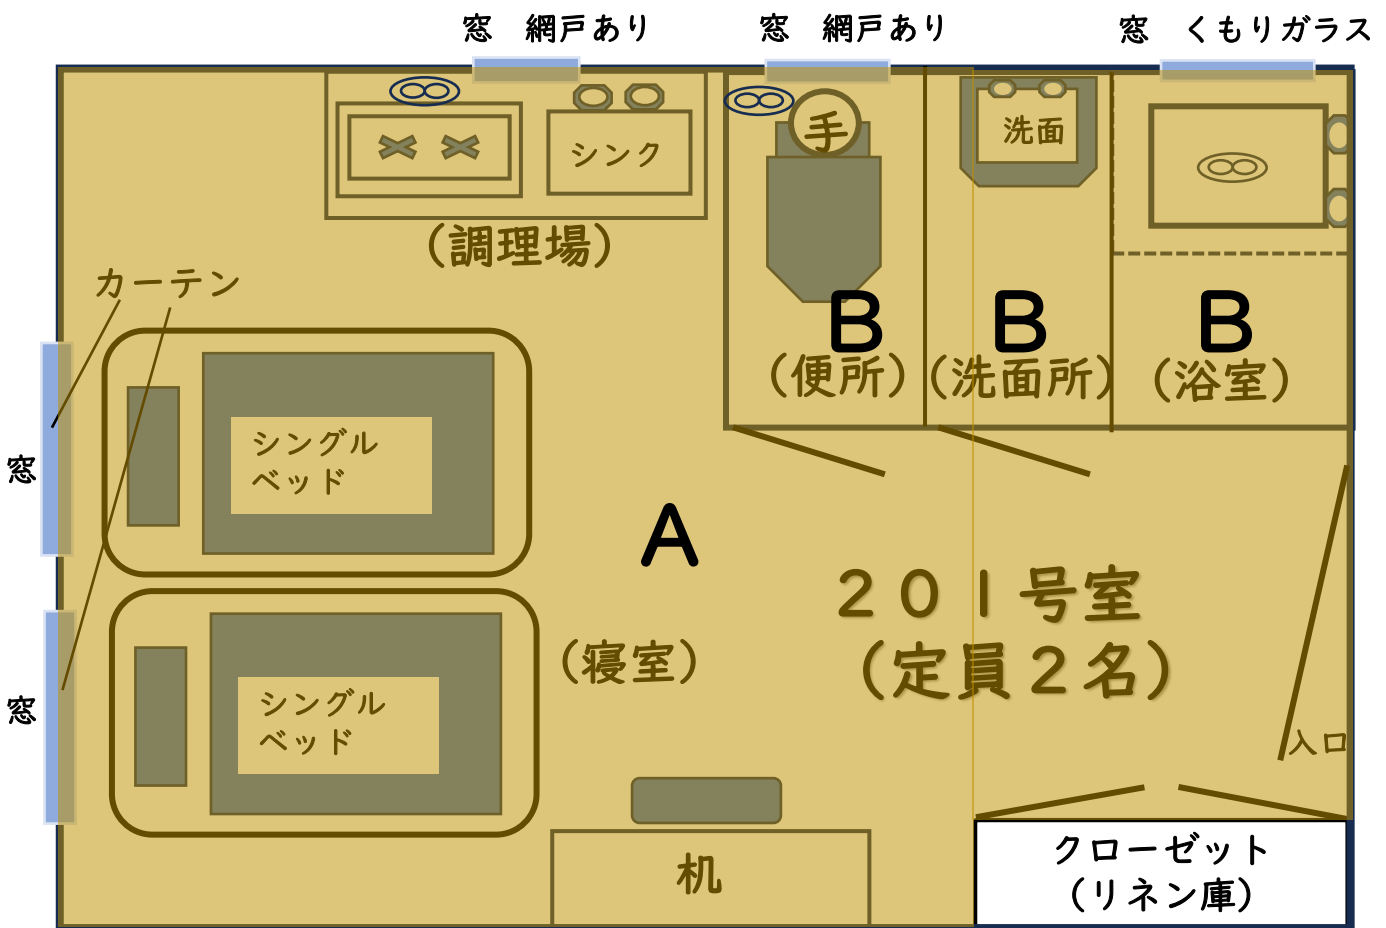 窓　網戸あり
窓　網戸あり
窓　くもりガラス
手
洗面
シンク
（調理場）
カーテン
B
B
B
（便所）
（洗面所）
（浴室）
シングル
ベッド
窓
A
２０１号室
（定員２名）
（寝室）
シングル
ベッド
窓
入口
机
クローゼット
（リネン庫）